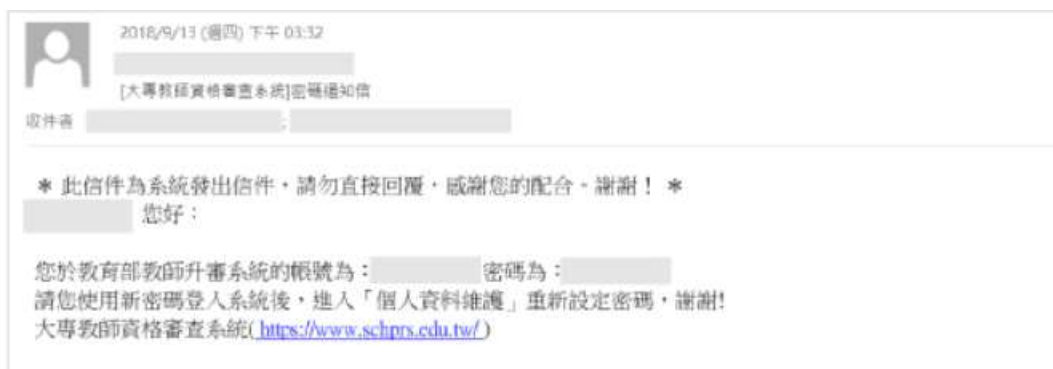 2018/9/13 (週四) 下午 03:32
[大專教師資格審查系統]密碼通知信
收件者 ;
* 此信件為系統發出信件,請勿直接回覆,感謝您的配合。謝謝! *
您好:
您於教育部教師升審系統的帳號為: 密碼為:
請您使用新密碼登入系統後,進入「個人資料維護」重新設定密碼,謝謝!
大專教師資格審查系統( https://www.schprs.edu.tw/ )